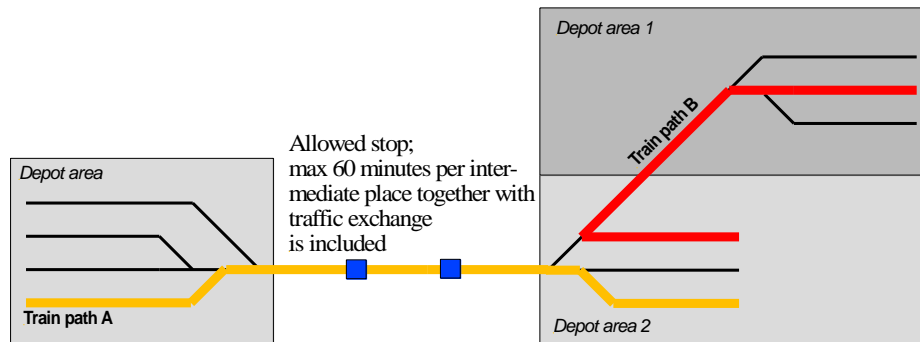 Depot area 1
Train path B
Allowed stop;
max 60 minutes per inter-
mediate place together with
traffic exchange
is included
Depot area
Train path A
Depot area 2